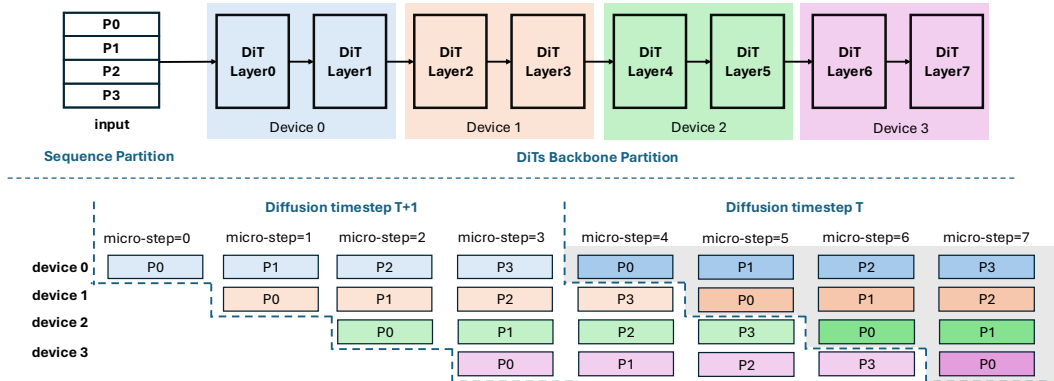 P0
P1
P2
P3
input
DiT Layer0
DiT Layer1
DiT Layer2
DiT Layer3
DiT Layer4
DiT Layer5
DiT Layer6
DiT Layer7
Device 0
Device 1
Device 2
Device 3
Sequence Partition
DiTs Backbone Partition
Diffusion timestep T+1
Diffusion timestep T
micro-step=0 micro-step=1 micro-step=2 micro-step=3 micro-step=4 micro-step=5 micro-step=6 micro-step=7
device 0 P0 P1 P2 P3 P0 P1 P2 P3
device 1 P0 P1 P2 P3 P0 P1 P2
device 2 P0 P1 P2 P3 P0 P1
device 3 P0 P1 P2 P3 P0